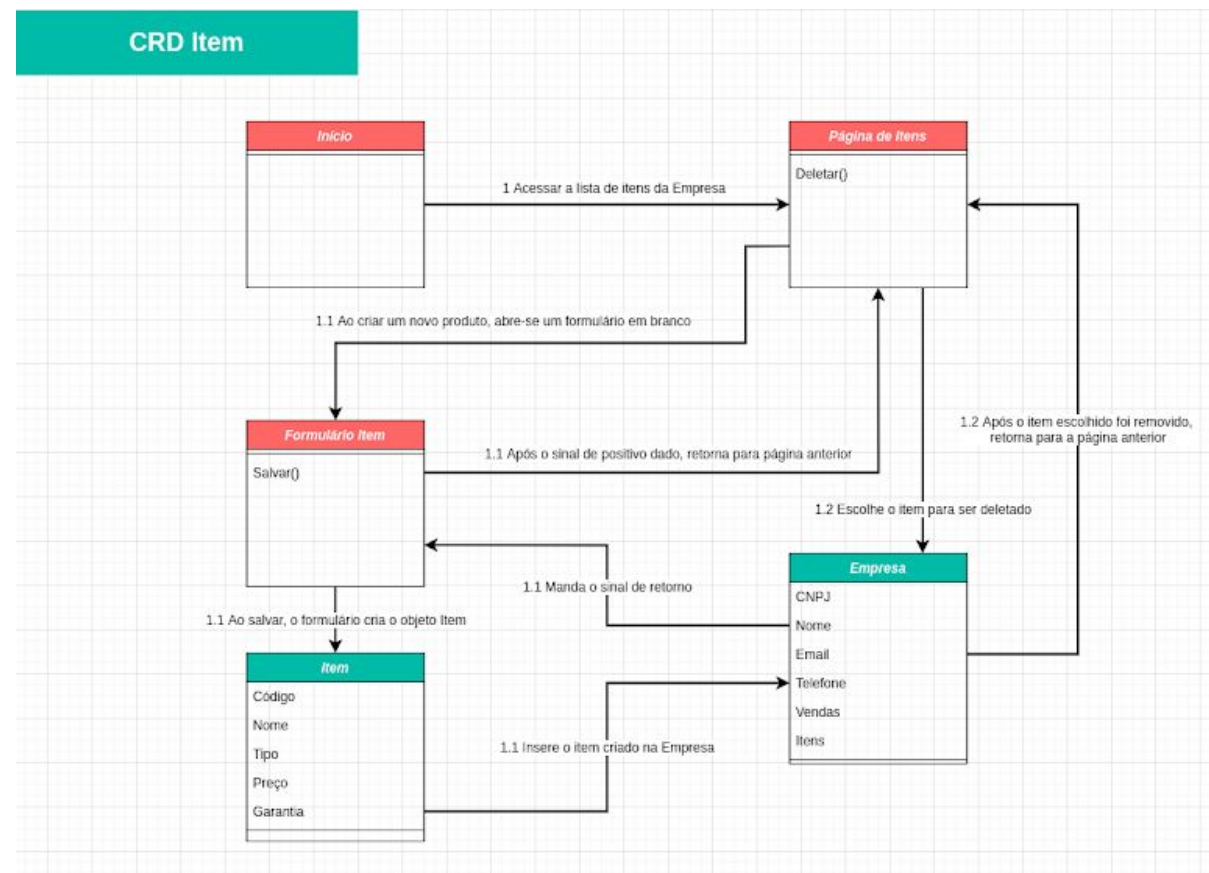 CRD Item
Início
Página de Itens
Deletar()
1 Acessar a lista de itens da Empresa
1.1 Ao criar um novo produto, abre-se um formulário em branco
Formulário Item
Salvar()
1.1 Após o sinal de positivo dado, retorna para página anterior
1.2 Após o item escolhido foi removido,
retorna para a página anterior
1.2 Escolhe o item para ser deletado
1.1 Manda o sinal de retorno
1.1 Ao salvar, o formulário cria o objeto Item
Empresa
CNPJ
Nome
Email
Telefone
Vendas
Itens
Item
Código
Nome
Tipo
Preço
Garantia
1.1 Insere o item criado na Empresa